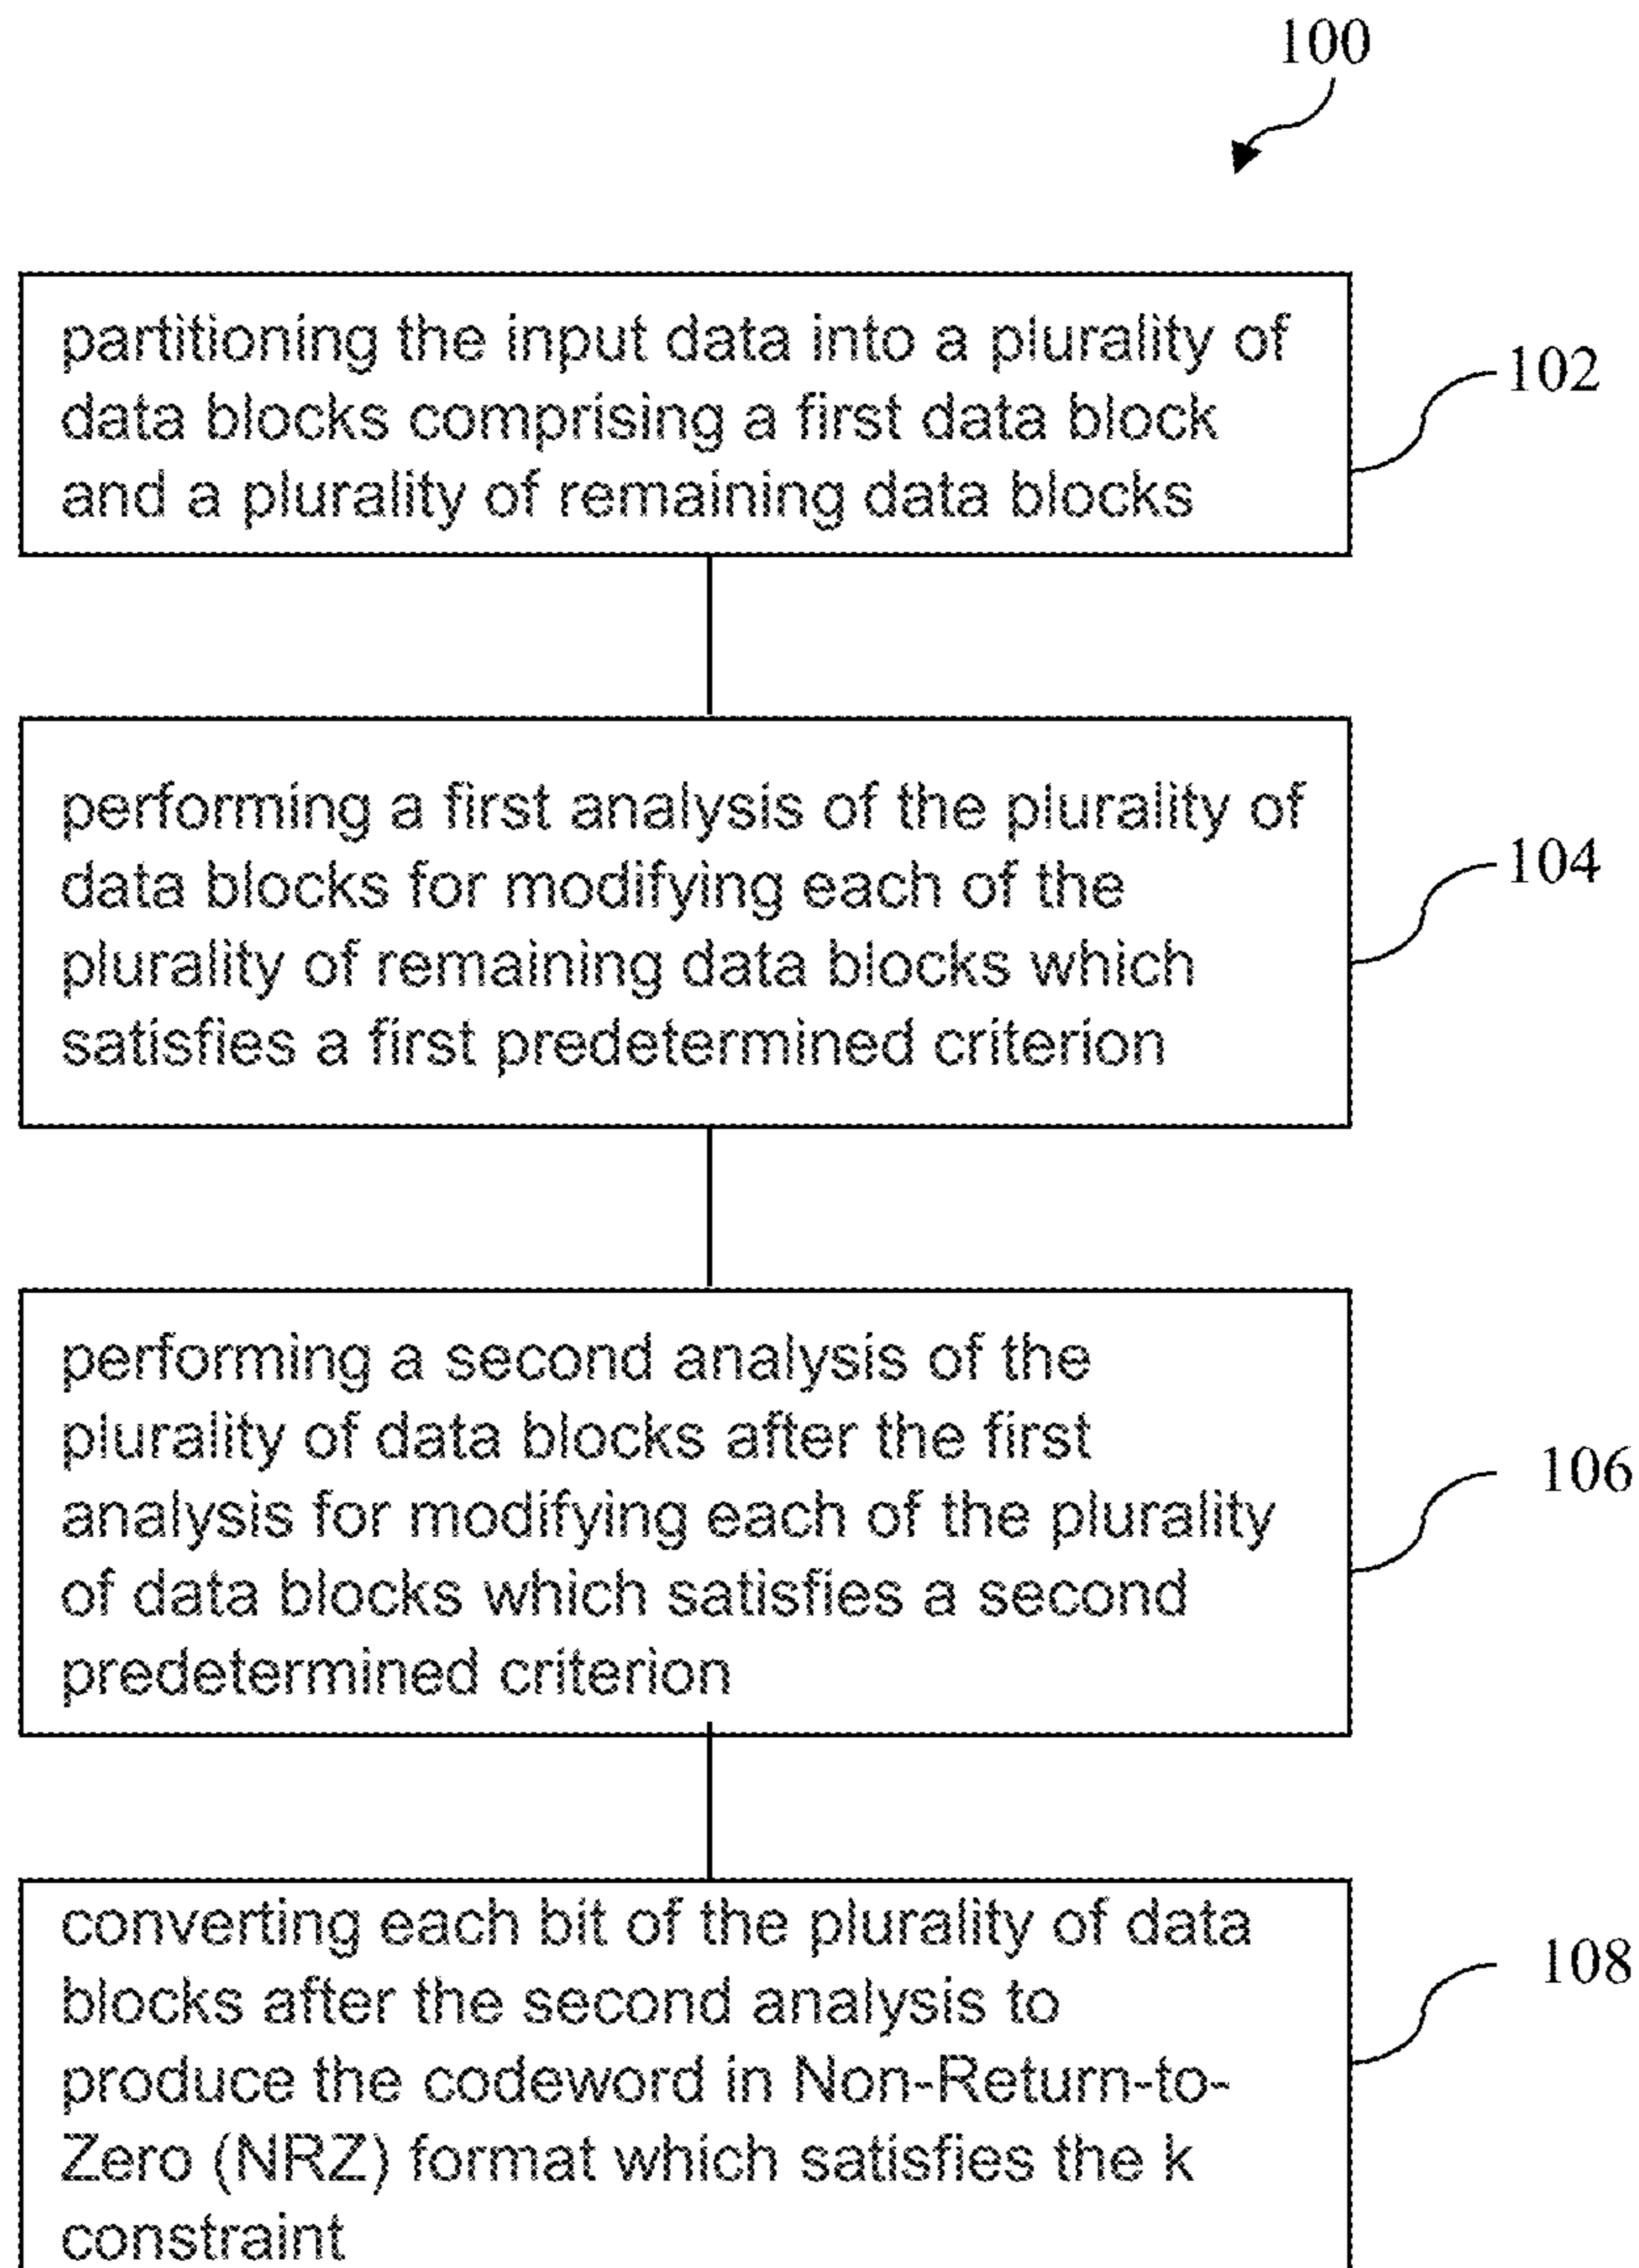 100
partitioning the input data into a plurality of
data blocks comprising a first data block
and a plurality of remaining data blocks
102
performing a first analysis of the plurality of
data blocks for modifying each of the
plurality of remaining data blocks which
satisfies a first predetermined criterion
104
performing a second analysis of the
plurality of data blocks after the first
analysis for modifying each of the plurality
of data blocks which satisfies a second
predetermined criterion
106
converting each bit of the plurality of data
blocks after the second analysis to
produce the codeword in Non-Return-to-
Zero (NRZ) format which satisfies the k
constraint
108